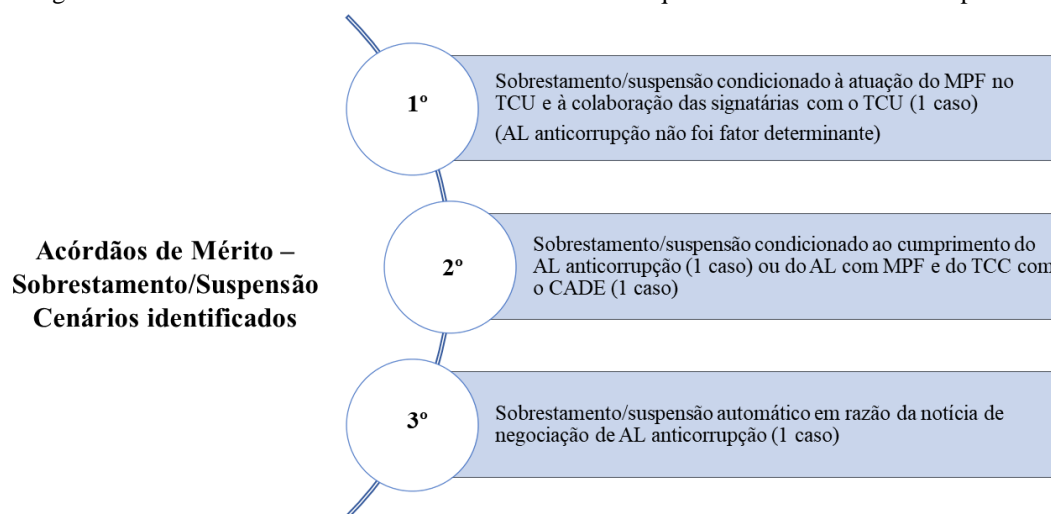 Acórdãos de Mérito –
Sobrestamento/Suspensão
Cenários identificados
1º
Sobrestamento/suspensão condicionado à atuação do MPF no
TCU e à colaboração das signatárias com o TCU (1 caso)
(AL anticorrupção não foi fator determinante)
2º
Sobrestamento/suspensão condicionado ao cumprimento do
AL anticorrupção (1 caso) ou do AL com MPF e do TCC com
o CADE (1 caso)
3º
Sobrestamento/suspensão automático em razão da notícia de
negociação de AL anticorrupção (1 caso)